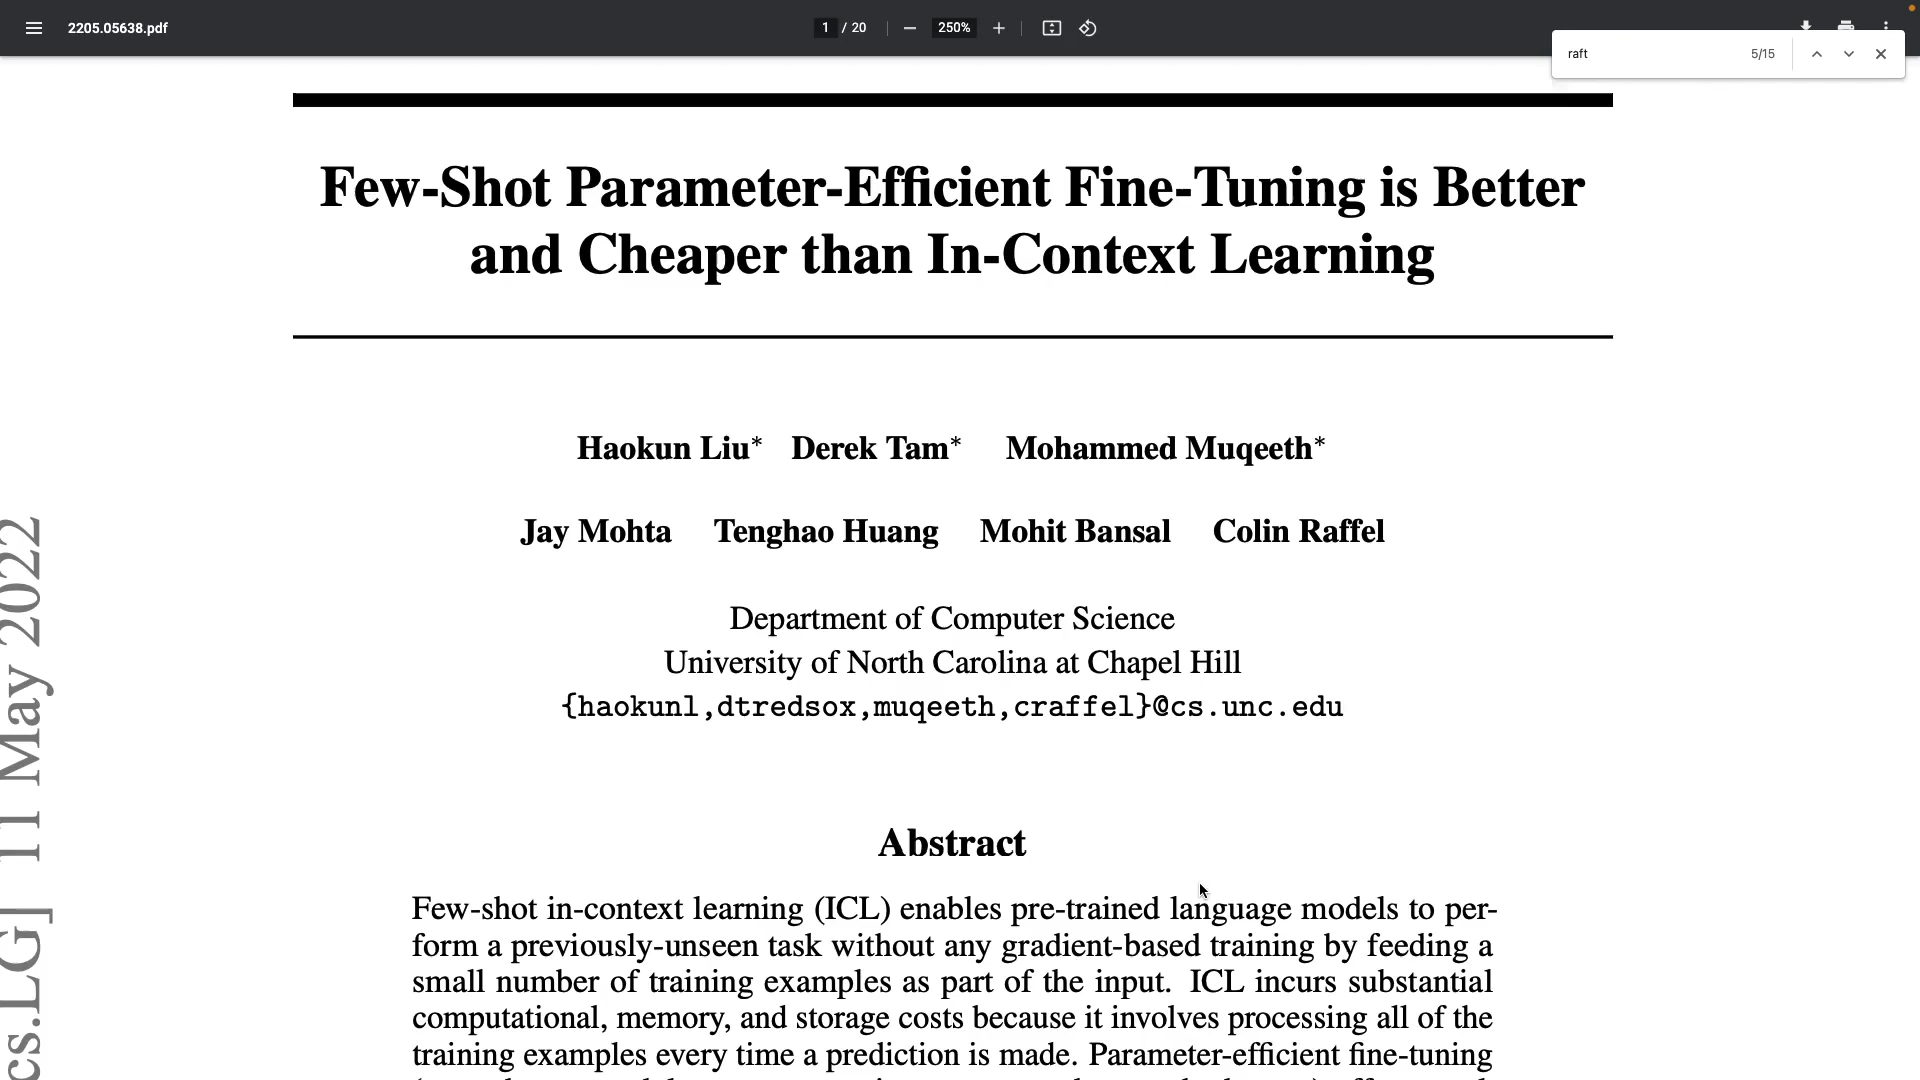 2205.05638.pdf
1 / 20
250%
raft
5/15
Few-Shot Parameter-Efficient Fine-Tuning is Better
and Cheaper than In-Context Learning
Haokun Liu* Derek Tam* Mohammed Muqeeth*
Jay Mohta Tenghao Huang Mohit Bansal Colin Raffel
Department of Computer Science
University of North Carolina at Chapel Hill
{haokunl,dtredsox,muqeeth,craffel}@cs.unc.edu
cs.LG] 11 May 2022
Abstract
Few-shot in-context learning (ICL) enables pre-trained language models to per-
form a previously-unseen task without any gradient-based training by feeding a
small number of training examples as part of the input. ICL incurs substantial
computational, memory, and storage costs because it involves processing all of the
training examples every time a prediction is made. Parameter-efficient fine-tuning